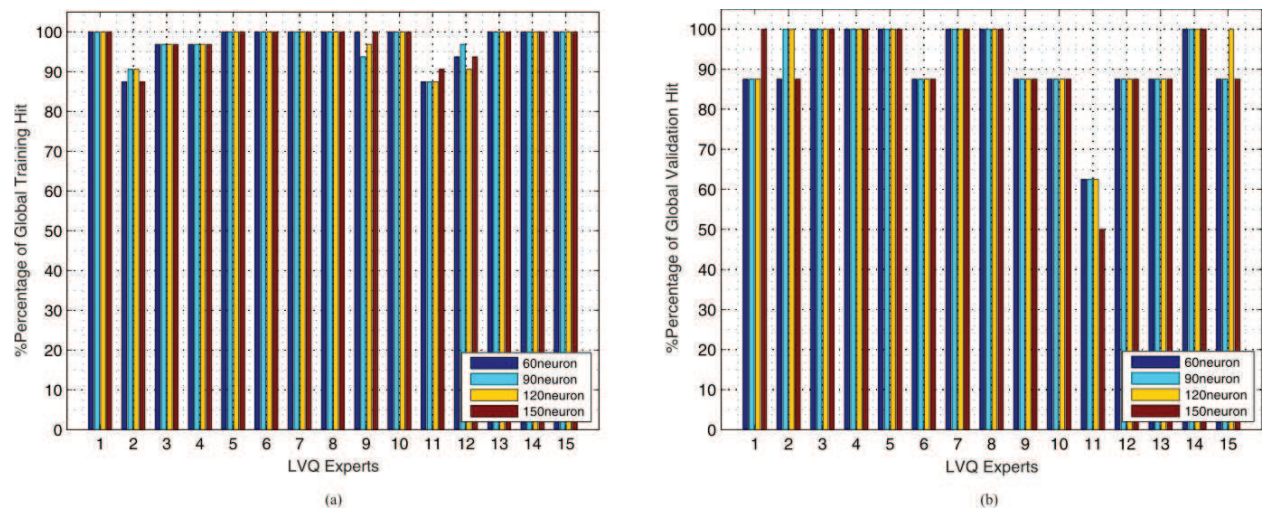 %Percentage of Global Training Hit
100
90
80
70
60
50
40
30
20
10
0
60neuron
90neuron
120neuron
150neuron
1 2 3 4 5 6 7 8 9 10 11 12 13 14 15
LVQ Experts
(a)
%Percentage of Global Validation Hit
100
90
80
70
60
50
40
30
20
10
0
60neuron
90neuron
120neuron
150neuron
1 2 3 4 5 6 7 8 9 10 11 12 13 14 15
LVQ Experts
(b)